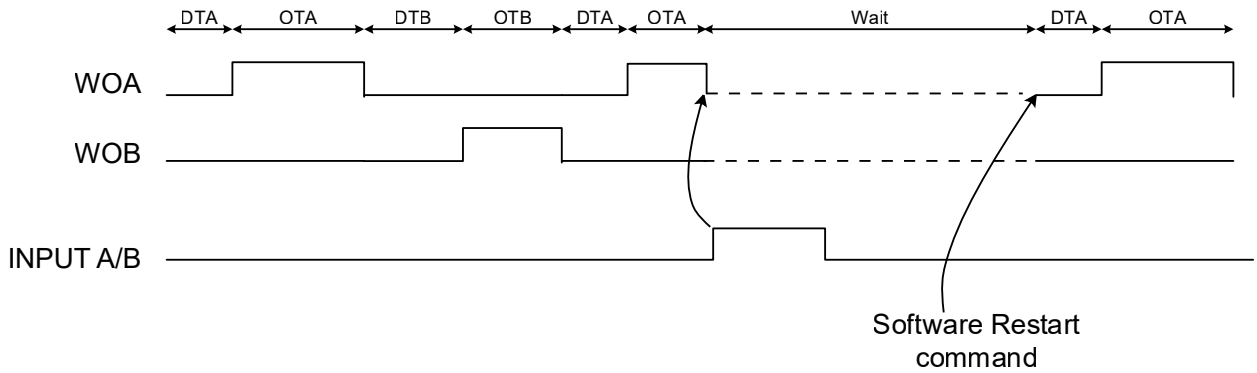 DTA OTA DTB OTB DTA OTA Wait DTA OTA
WOA
WOB
INPUT A/B
Software Restart
command